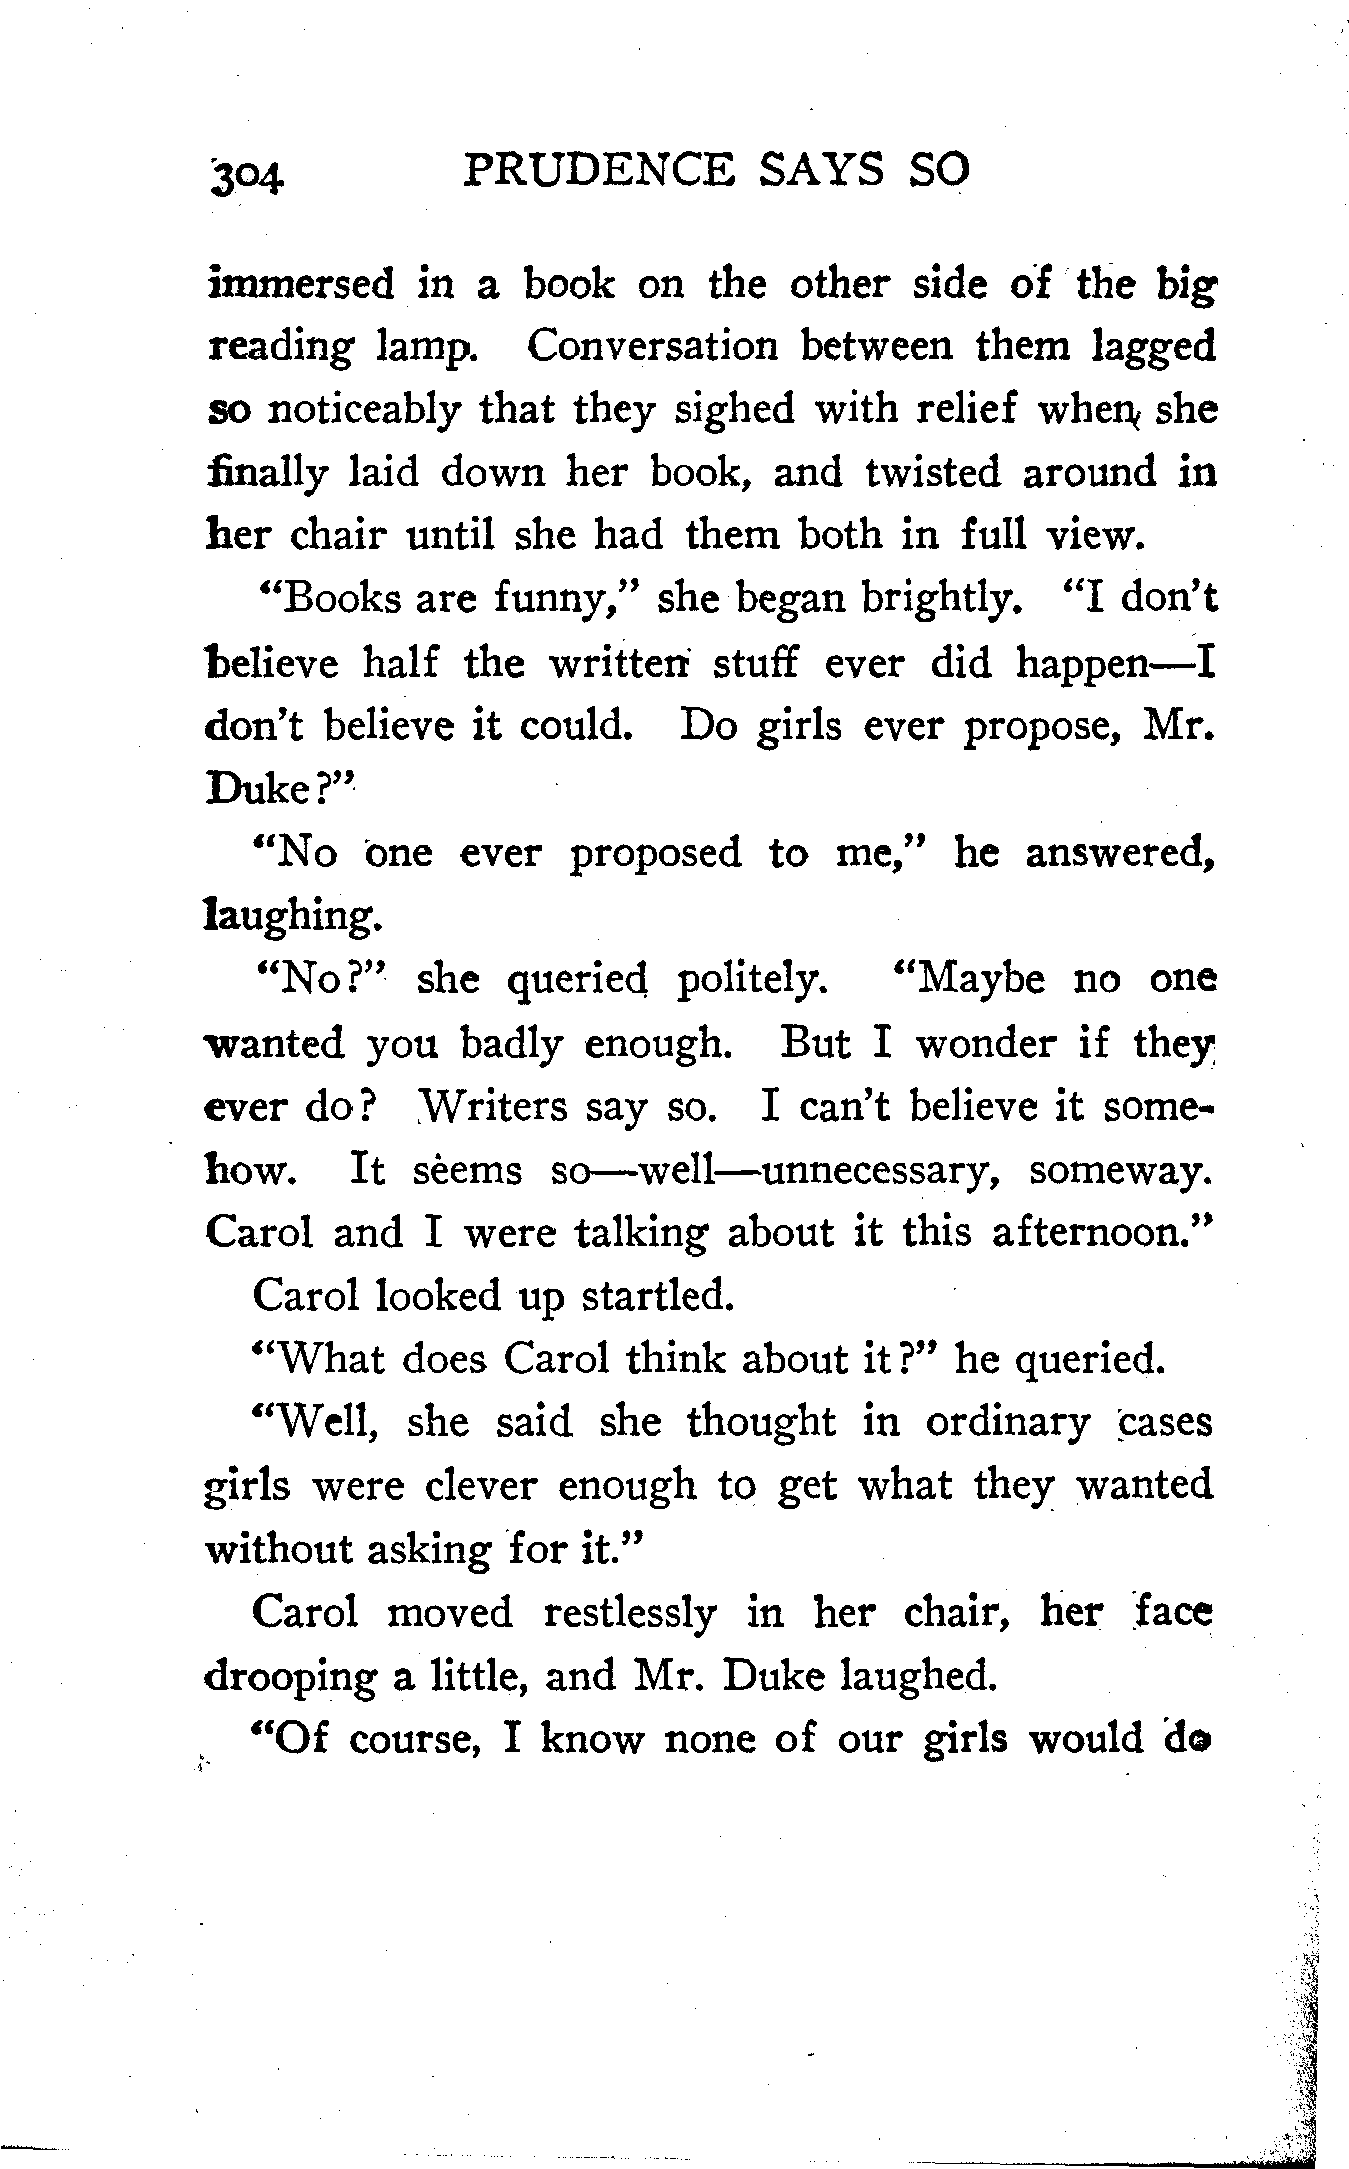 304 PRUDENCE SAYS SO
immersed in a book on the other side of the big
reading lamp. Conversation between them lagged
so noticeably that they sighed with relief when she
finally laid down her book, and twisted around in
her chair until she had them both in full view.
"Books are funny," she began brightly. "I don't
believe half the written stuff ever did happen—I
don't believe it could. Do girls ever propose, Mr.
Duke?"
"No one ever proposed to me," he answered,
laughing.
"No?" she queried politely. "Maybe no one
wanted you badly enough. But I wonder if they
ever do? Writers say so. I can't believe it some-
how. It seems so—well—unnecessary, someway.
Carol and I were talking about it this afternoon."
Carol looked up startled.
"What does Carol think about it?" he queried.
"Well, she said she thought in ordinary cases
girls were clever enough to get what they wanted
without asking for it."
Carol moved restlessly in her chair, her face
drooping a little, and Mr. Duke laughed.
"Of course, I know none of our girls would do